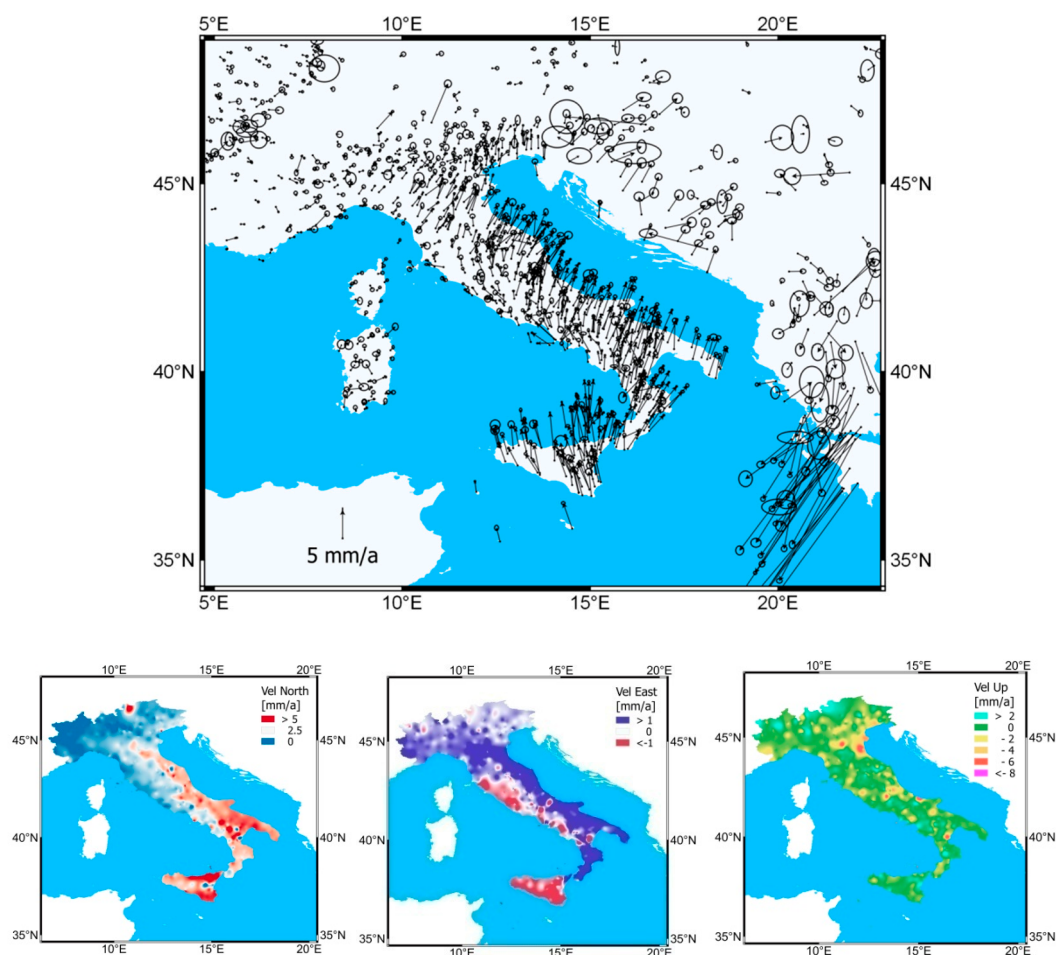 5°E 10°E 15°E 20°E
45°N 45°N
40°N 40°N
35°N 35°N
5 mm/a
5°E 10°E 15°E 20°E
10°E 15°E 20°E
Vel North
[mm/a]
> 5
2.5
0
45°N 45°N
40°N 40°N
35°N 35°N
10°E 15°E 20°E
10°E 15°E 20°E
Vel East
[mm/a]
> 1
0
<-1
45°N 45°N
40°N 40°N
35°N 35°N
10°E 15°E 20°E
10°E 15°E 20°E
Vel Up
[mm/a]
> 2
0
- 2
- 4
- 6
<- 8
45°N 45°N
40°N 40°N
35°N 35°N
10°E 15°E 20°E